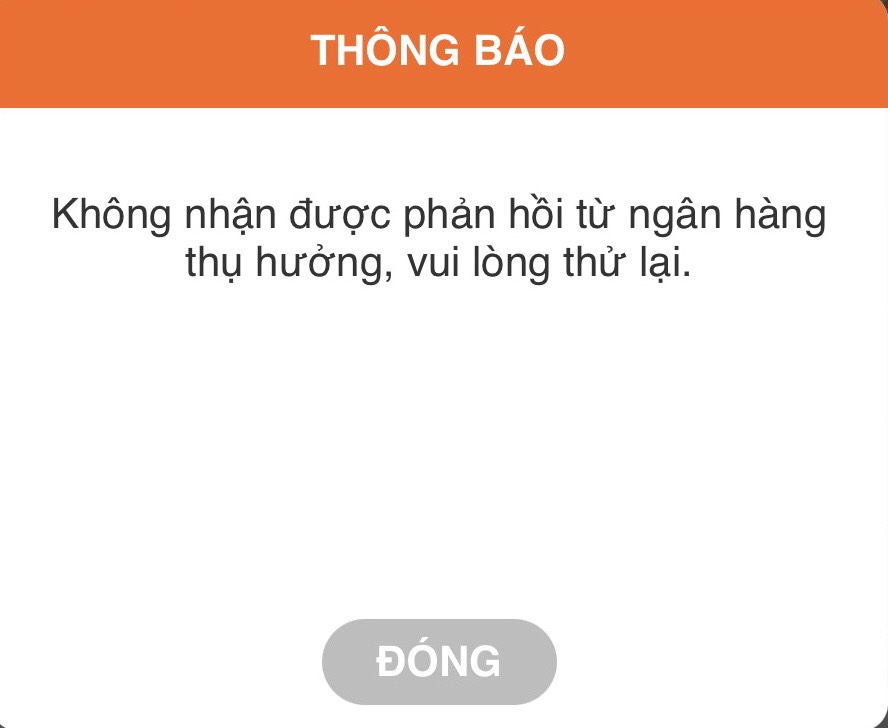 THÔNG BÁO
Không nhận được phản hồi từ ngân hàng
thụ hưởng, vui lòng thử lại.
ĐÓNG